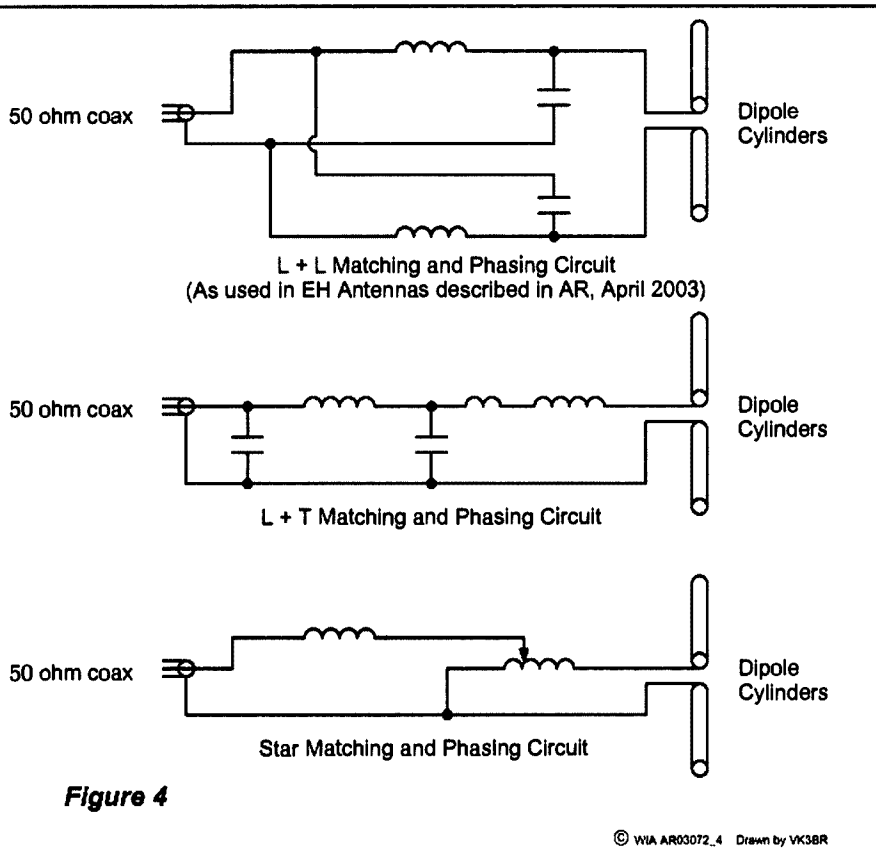 50 ohm coax
Dipole
Cylinders
L + L Matching and Phasing Circuit
(As used in EH Antennas described in AR, April 2003)
50 ohm coax
Dipole
Cylinders
L + T Matching and Phasing Circuit
50 ohm coax
Dipole
Cylinders
Star Matching and Phasing Circuit
Figure 4
© WIA AR03072_4 Drawn by VK3BR